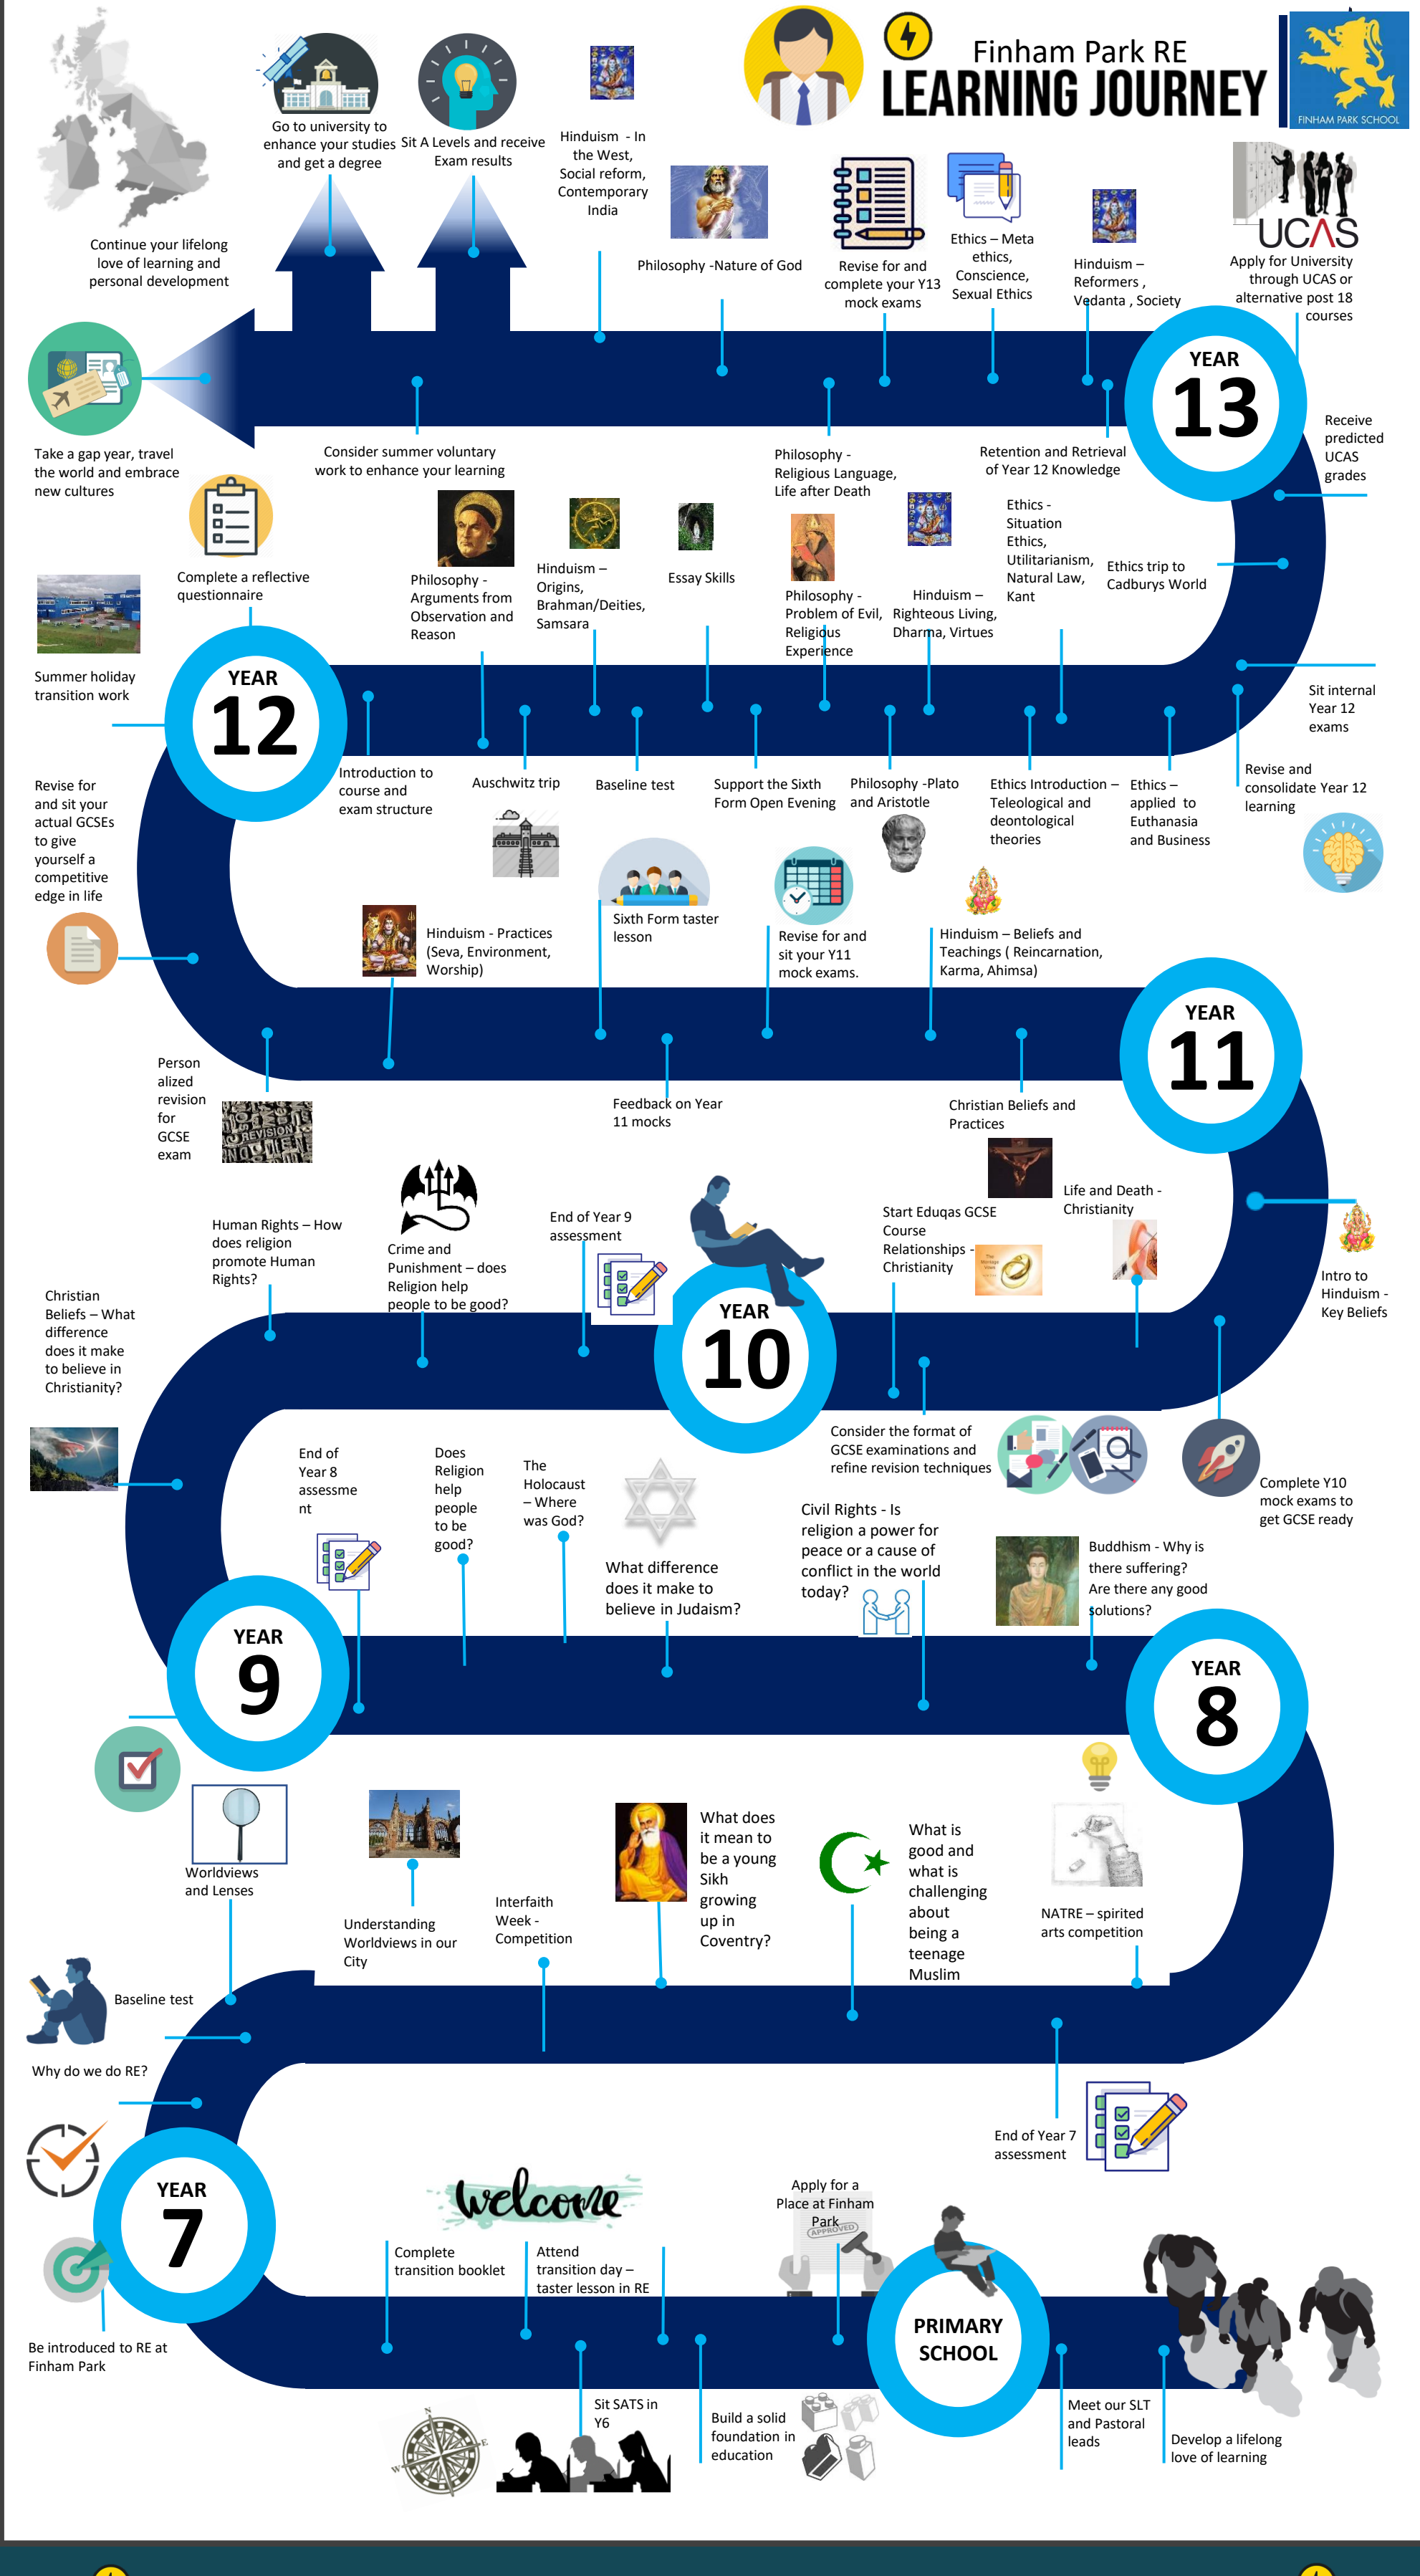 Finham Park RE
LEARNING JOURNEY
FINHAM PARK SCHOOL
Go to university to
enhance your studies
and get a degree
Sit A Levels and receive
Exam results
Hinduism - In
the West,
Social reform,
Contemporary
India
Philosophy -Nature of God
Revise for and
complete your Y13
mock exams
Ethics – Meta
ethics,
Conscience,
Sexual Ethics
Hinduism –
Reformers ,
Vedanta , Society
UCAS
Apply for University
through UCAS or
alternative post 18
courses
Continue your lifelong
love of learning and
personal development
YEAR
13
Take a gap year, travel
the world and embrace
new cultures
Consider summer voluntary
work to enhance your learning
Philosophy -
Religious Language,
Life after Death
Retention and Retrieval
of Year 12 Knowledge
Receive
predicted
UCAS
grades
Complete a reflective
questionnaire
Philosophy -
Arguments from
Observation and
Reason
Hinduism –
Origins,
Brahman/Deities,
Samsara
Essay Skills
Philosophy -
Problem of Evil,
Religious
Experience
Hinduism –
Righteous Living,
Dharma, Virtues
Ethics -
Situation
Ethics,
Utilitarianism,
Natural Law,
Kant
Ethics trip to
Cadburys World
Summer holiday
transition work
YEAR
12
Sit internal
Year 12
exams
Introduction to
course and
exam structure
Auschwitz trip
Baseline test
Support the Sixth
Form Open Evening
Philosophy -Plato
and Aristotle
Ethics Introduction –
Teleological and
deontological
theories
Ethics –
applied to
Euthanasia
and Business
Revise and
consolidate Year 12
learning
Revise for
and sit your
actual GCSEs
to give
yourself a
competitive
edge in life
Hinduism - Practices
(Seva, Environment,
Worship)
Sixth Form taster
lesson
Revise for and
sit your Y11
mock exams.
Hinduism – Beliefs and
Teachings ( Reincarnation,
Karma, Ahimsa)
YEAR
11
Person
alized
revision
for
GCSE
exam
REVISION
Feedback on Year
11 mocks
Christian Beliefs and
Practices
Life and Death -
Christianity
Human Rights – How
does religion
promote Human
Rights?
Crime and
Punishment – does
Religion help
people to be good?
End of Year 9
assessment
Start Eduqas GCSE
Course
Relationships -
Christianity
Intro to
Hinduism -
Key Beliefs
Christian
Beliefs – What
difference
does it make
to believe in
Christianity?
YEAR
10
Consider the format of
GCSE examinations and
refine revision techniques
Complete Y10
mock exams to
get GCSE ready
End of
Year 8
assessme
nt
Does
Religion
help
people
to be
good?
The
Holocaust
– Where
was God?
What difference
does it make to
believe in Judaism?
Civil Rights - Is
religion a power for
peace or a cause of
conflict in the world
today?
Buddhism - Why is
there suffering?
Are there any good
solutions?
YEAR
9
YEAR
8
Worldviews
and Lenses
Understanding
Worldviews in our
City
Interfaith
Week -
Competition
What does
it mean to
be a young
Sikh
growing
up in
Coventry?
What is
good and
what is
challenging
about
being a
teenage
Muslim
NATRE – spirited
arts competition
Baseline test
Why do we do RE?
End of Year 7
assessment
YEAR
7
welcome
Complete
transition booklet
Attend
transition day –
taster lesson in RE
Apply for a
Place at Finham
Park
APPROVED
PRIMARY
SCHOOL
Be introduced to RE at
Finham Park
N
E
W
Sit SATS in
Y6
Build a solid
foundation in
education
Meet our SLT
and Pastoral
leads
Develop a lifelong
love of learning